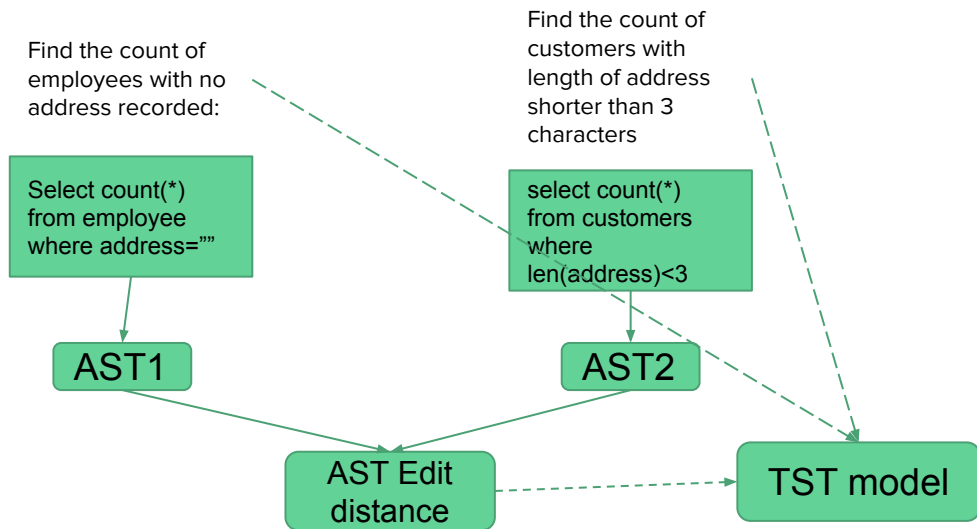 Find the count of
employees with no
address recorded:
Find the count of
customers with
length of address
shorter than 3
characters
Select count(*)
from employee
where address=””
select count(*)
from customers
where
len(address)<3
AST1
AST2
AST Edit
distance
TST model